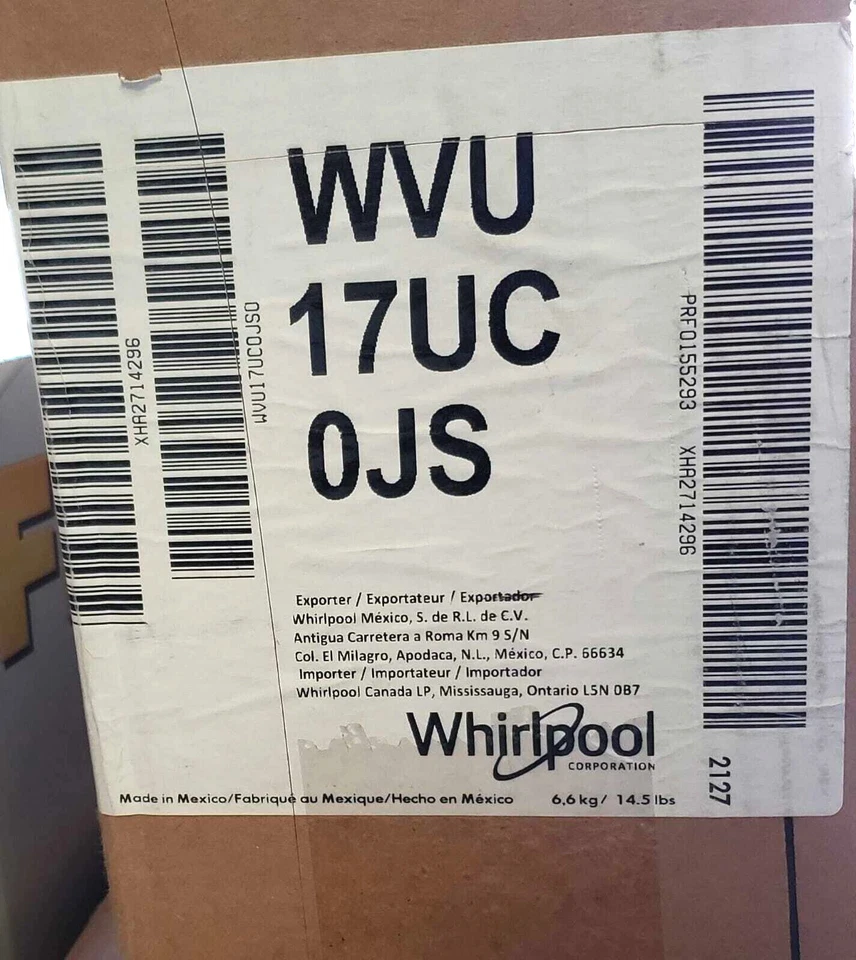 XHA2714296
WVU17UC0JS0
WVU
17UC
0JS
PRF0155293 XHA2714296
Exporter / Exportateur / Exportador
Whirlpool México, S. de R.L. de C.V.
Antigua Carretera a Roma Km 9 S/N
Col. El Milagro, Apodaca, N.L., México, C.P. 66634
Importer / Importateur / Importador
Whirlpool Canada LP, Mississauga, Ontario L5N 0B7
Whirlpool
CORPORATION
2127
Made in Mexico/Fabriqué au Mexique/Hecho en México 6,6 kg/ 14.5 lbs
F